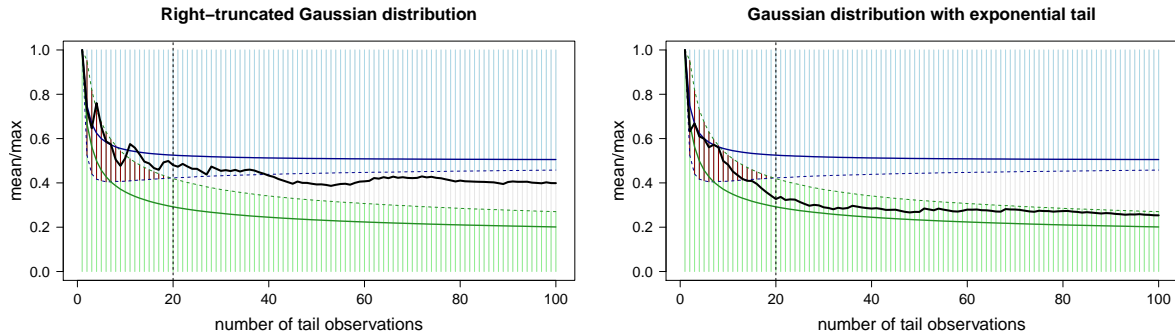 Right−truncated Gaussian distribution
mean/max
1.0
0.8
0.6
0.4
0.2
0.0
0 20 40 60 80 100
number of tail observations
Gaussian distribution with exponential tail
mean/max
1.0
0.8
0.6
0.4
0.2
0.0
0 20 40 60 80 100
number of tail observations